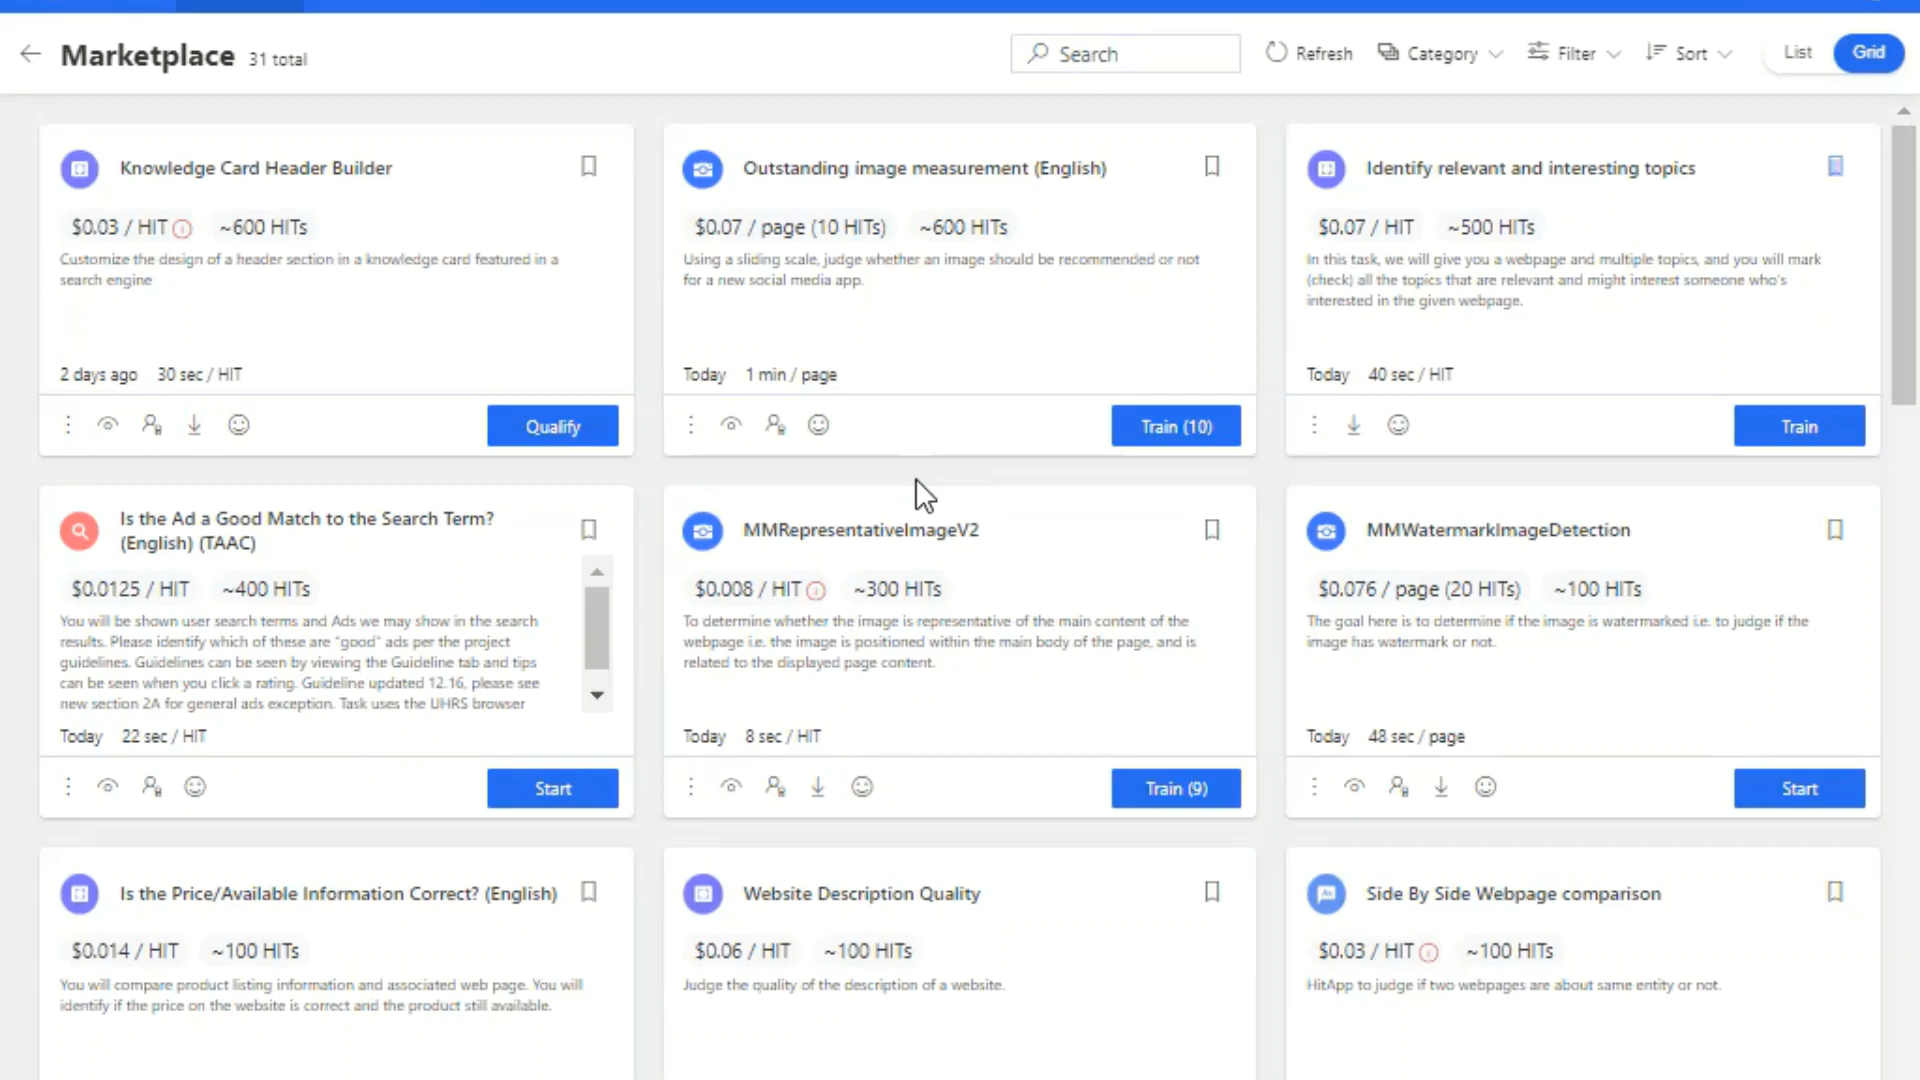 Marketplace 31 total
Search
Refresh
Category
Filter
Sort
List
Grid
Knowledge Card Header Builder
$0.03 / HIT ~600 HITs
Customize the design of a header section in a knowledge card featured in a
search engine
2 days ago 30 sec / HIT
Qualify
Outstanding image measurement (English)
$0.07 / page (10 HITs) ~600 HITs
Using a sliding scale, judge whether an image should be recommended or not
for a new social media app.
Today 1 min / page
Train (10)
Identify relevant and interesting topics
$0.07 / HIT ~500 HITs
In this task, we will give you a webpage and multiple topics, and you will mark
(check) all the topics that are relevant and might interest someone who's
interested in the given webpage.
Today 40 sec / HIT
Train
Is the Ad a Good Match to the Search Term?
(English) (TAAC)
$0.0125 / HIT ~400 HITs
You will be shown user search terms and Ads we may show in the search
results. Please identify which of these are "good" ads per the project
guidelines. Guidelines can be seen by viewing the Guideline tab and tips
can be seen when you click a rating. Guideline updated 12.16, please see
new section 2A for general ads exception. Task uses the UHRS browser
Today 22 sec / HIT
Start
MMRepresentativeImageV2
$0.008 / HIT ~300 HITs
To determine whether the image is representative of the main content of the
webpage i.e. the image is positioned within the main body of the page, and is
related to the displayed page content.
Today 8 sec / HIT
Train (9)
MMWatermarkImageDetection
$0.076 / page (20 HITs) ~100 HITs
The goal here is to determine if the image is watermarked i.e. to judge if the
image has watermark or not.
Today 48 sec / page
Start
Is the Price/Available Information Correct? (English)
$0.014 / HIT ~100 HITs
You will compare product listing information and associated web page. You will
identify if the price on the website is correct and the product still available.
Website Description Quality
$0.06 / HIT ~100 HITs
Judge the quality of the description of a website.
Side By Side Webpage comparison
$0.03 / HIT ~100 HITs
HitApp to judge if two webpages are about same entity or not.